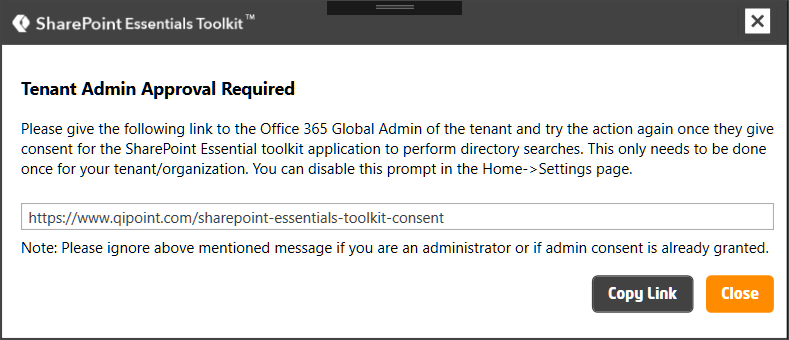 SharePoint Essentials Toolkit™
Tenant Admin Approval Required
Please give the following link to the Office 365 Global Admin of the tenant and try the action again once they give
consent for the SharePoint Essential toolkit application to perform directory searches. This only needs to be done
once for your tenant/organization. You can disable this prompt in the Home->Settings page.
https://www.qipoint.com/sharepoint-essentials-toolkit-consent
Note: Please ignore above mentioned message if you are an administrator or if admin consent is already granted.
Copy Link
Close